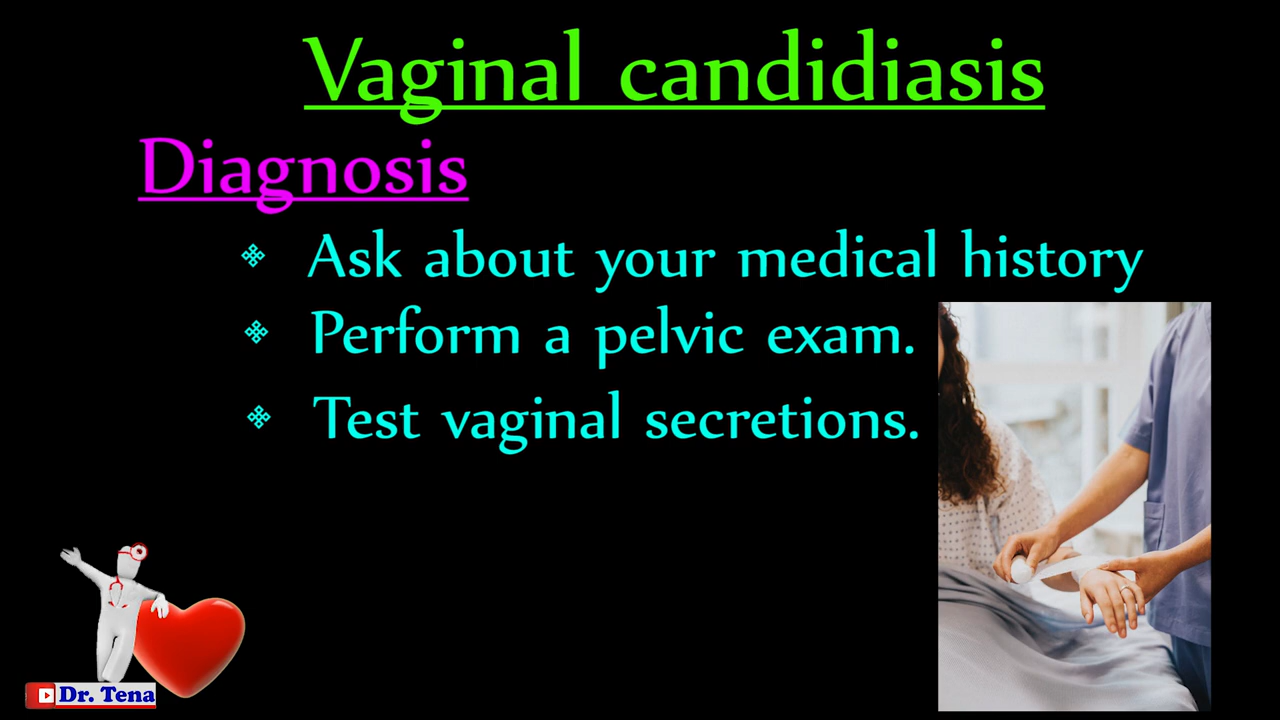 Vaginal candidiasis
Diagnosis
Ask about your medical history
Perform a pelvic exam.
Test vaginal secretions.
Dr. Tena